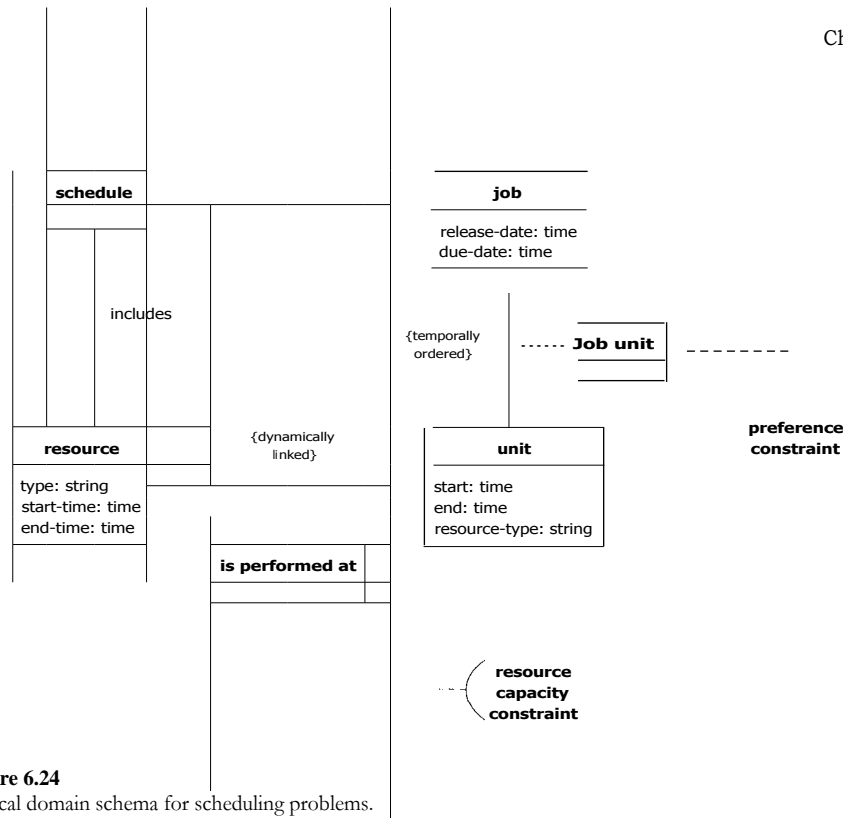 Ch
schedule
job
release-date: time
due-date: time
includes
{temporally
ordered}
Job unit
preference
constraint
resource
{dynamically
linked}
unit
type: string
start-time: time
end-time: time
start: time
end: time
resource-type: string
is performed at
resource
capacity
constraint
re 6.24
cal domain schema for scheduling problems.